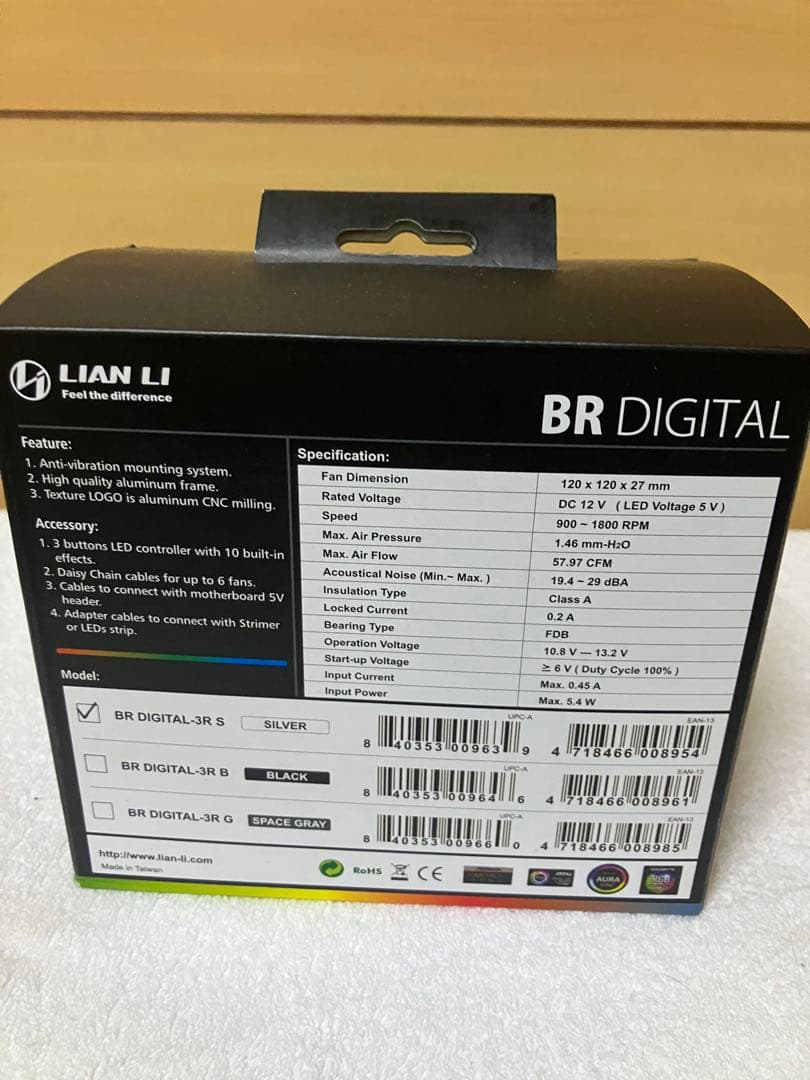 LIAN LI
Feel the difference
BR DIGITAL
Feature:
1. Anti-vibration mounting system.
2. High quality aluminum frame.
3. Texture LOGO is aluminum CNC milling.
Accessory:
1. 3 buttons LED controller with 10 built-in
effects.
2. Daisy Chain cables for up to 6 fans.
3. Cables to connect with motherboard 5V
header.
4. Adapter cables to connect with Strimer
or LEDs strip.
Specification:
Fan Dimension 120 x 120 x 27 mm
Rated Voltage DC 12 V ( LED Voltage 5 V )
Speed 900 ~ 1800 RPM
Max. Air Pressure 1.46 mm-H2O
Max. Air Flow 57.97 CFM
Acoustical Noise (Min.~ Max. ) 19.4 ~ 29 dBA
Insulation Type Class A
Locked Current 0.2 A
Bearing Type FDB
Operation Voltage 10.8 V --- 13.2 V
Start-up Voltage ≥ 6 V ( Duty Cycle 100% )
Input Current Max. 0.45 A
Input Power Max. 5.4 W
Model:
BR DIGITAL-3R S SILVER UPC-A 8 40353 00963 9 EAN-13 4 718466 008954
BR DIGITAL-3R B BLACK UPC-A 8 40353 00964 6 EAN-13 4 718466 008961
BR DIGITAL-3R G SPACE GRAY UPC-A 8 40353 00966 0 EAN-13 4 718466 008985
http://www.lian-li.com
Made in Taiwan
RoHS CE AURA RGB